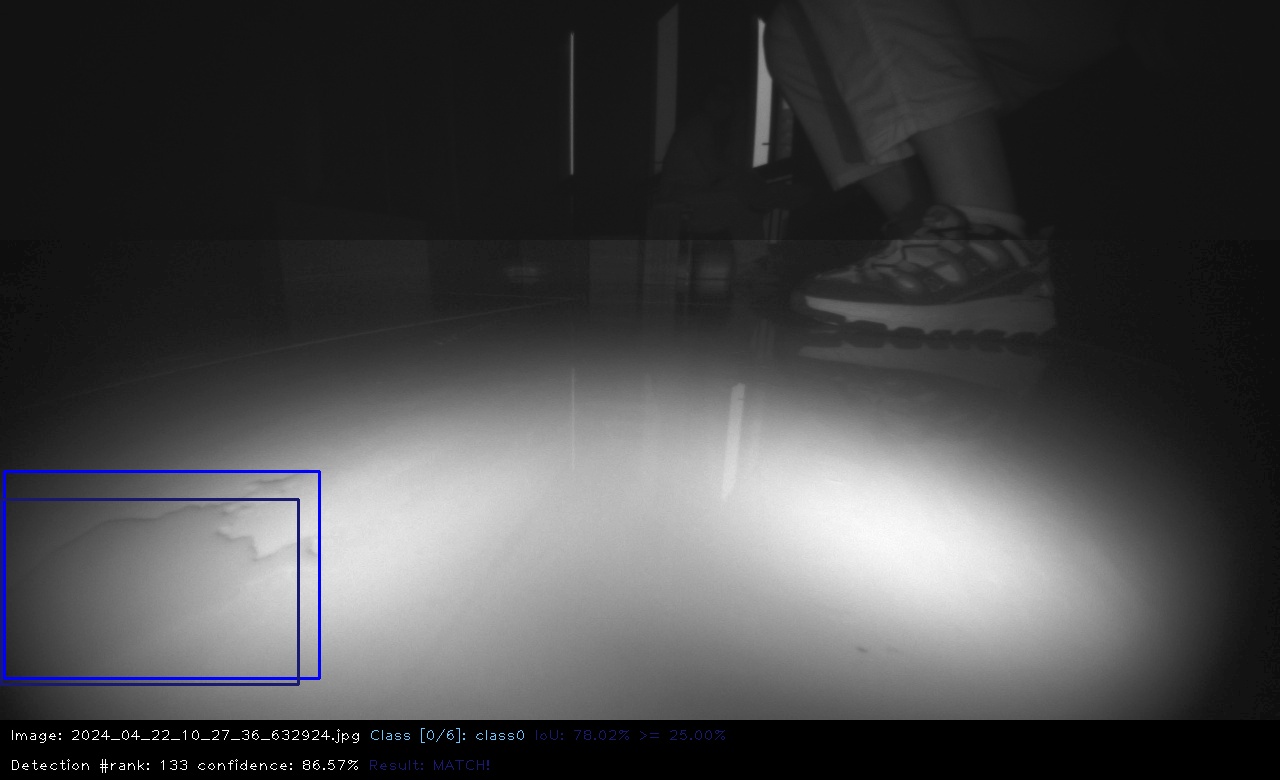 Image: 2024_04_22_10_27_36_632924.jpg Class [0/6]: class0 IoU: 78.02% >= 25.00%
Detection #rank: 133 confidence: 86.57% Result: MATCH!